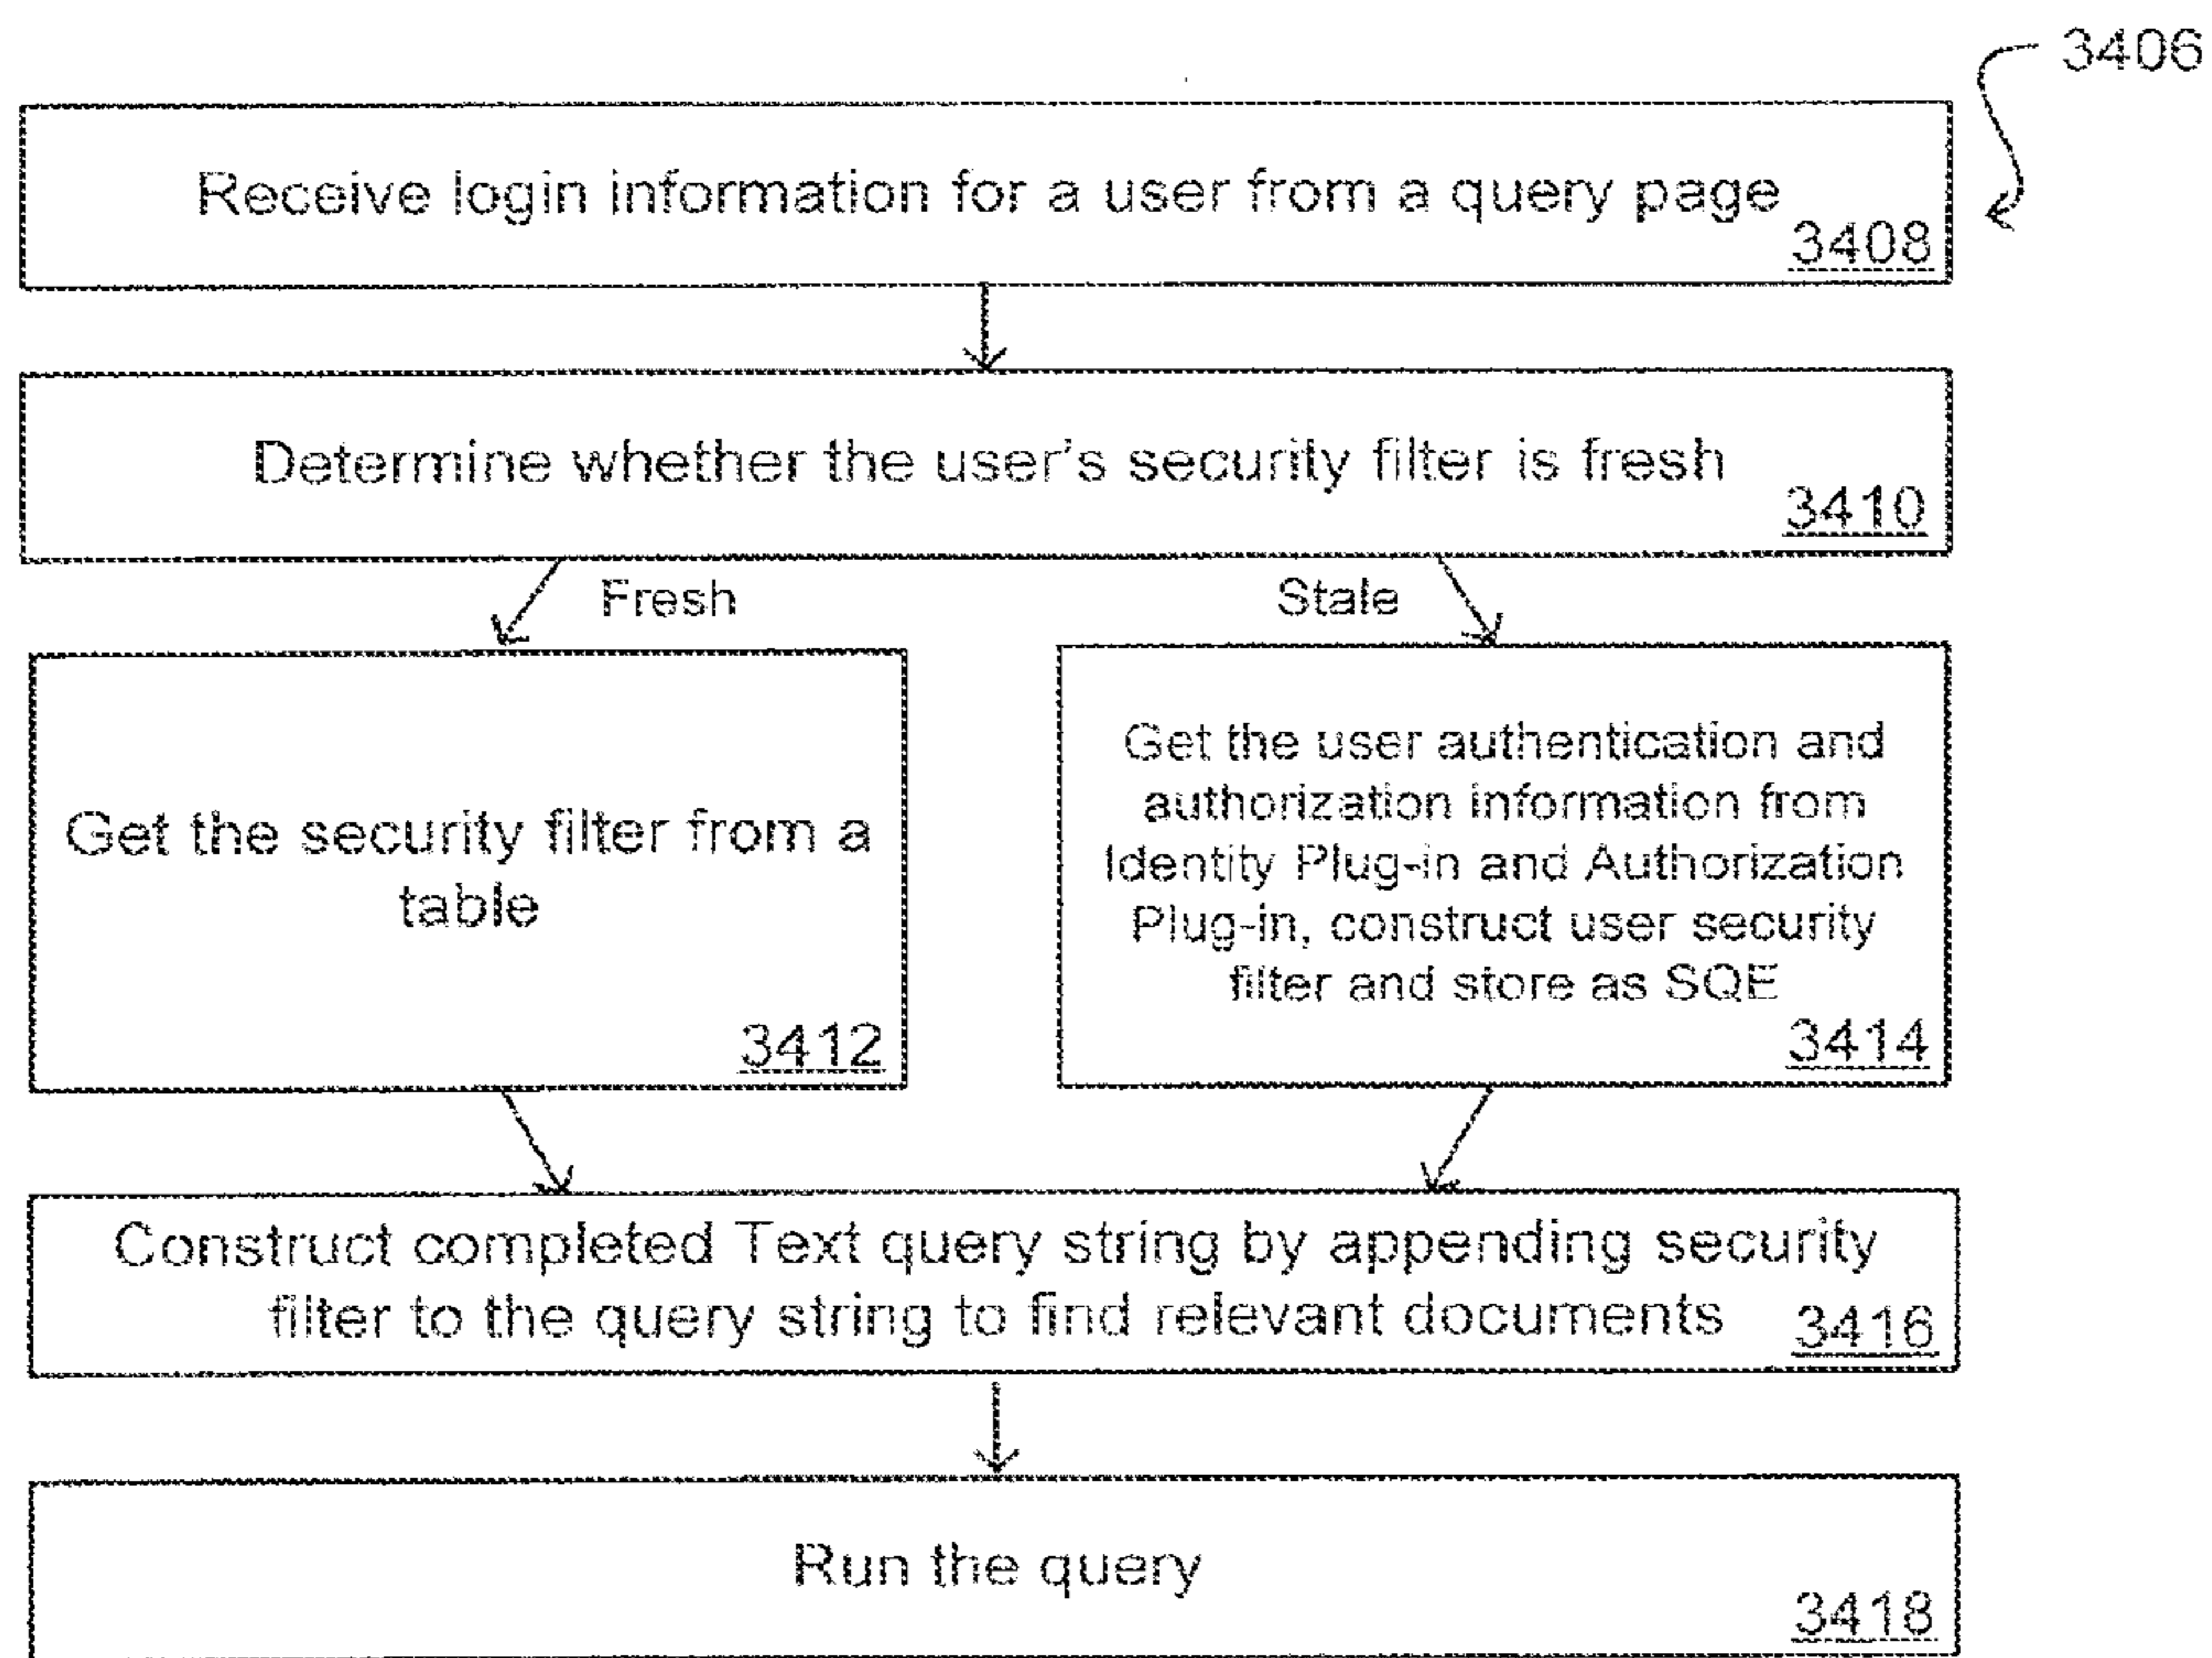 3406
Receive login information for a user from a query page
3408
Determine whether the user's security filter is fresh
3410
Fresh
Stale
Get the security filter from a
table
3412
Get the user authentication and
authorization information from
Identity Plug-in and Authorization
Plug-in, construct user security
filter and store as SQE
3414
Construct completed Text query string by appending security
filter to the query string to find relevant documents
3416
Run the query
3418